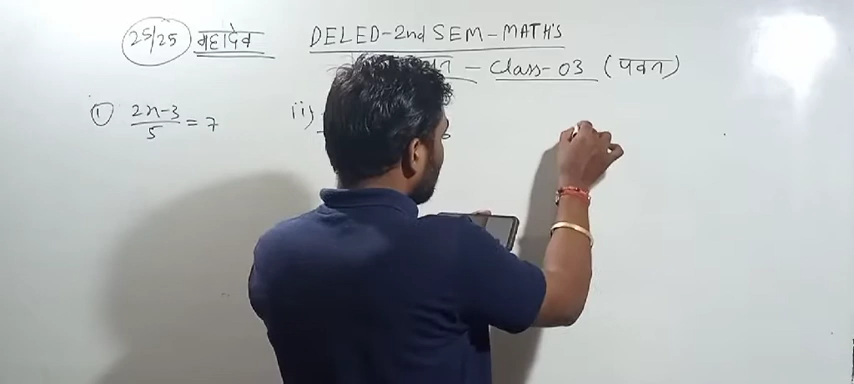 25/25 महादेव DELED-2nd SEM-MATH'S
- Class-03 (पवन)
① 2x-3/5 = 7 ii)